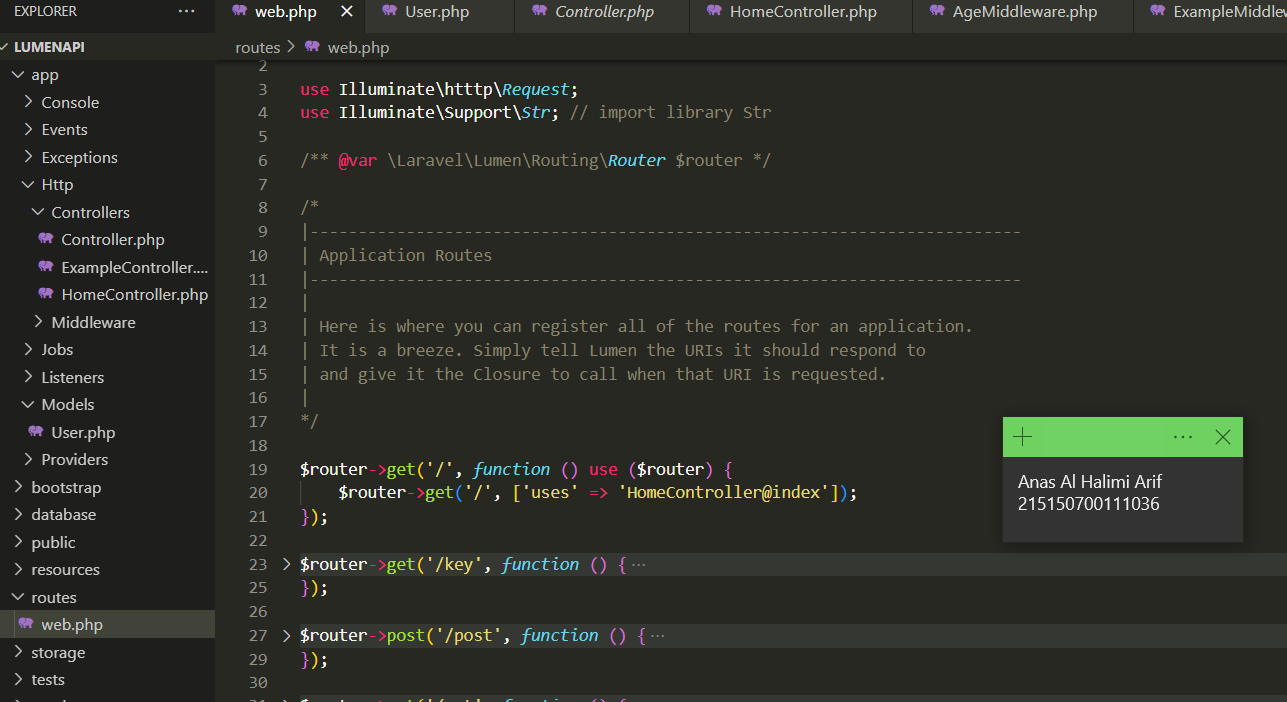 EXPLORER ...
web.php
User.php
Controller.php
HomeController.php
AgeMiddleware.php
ExampleMiddlew
LUMENAPI
routes > web.php
app
Console
Events
Exceptions
Http
Controllers
Controller.php
ExampleController....
HomeController.php
Middleware
Jobs
Listeners
Models
User.php
Providers
bootstrap
database
public
resources
routes
web.php
storage
tests
2
3 use Illuminate\htttp\Request;
4 use Illuminate\Support\Str; // import library Str
5
6 /** @var \Laravel\Lumen\Routing\Router $router */
7
8 /*
9 |--------------------------------------------------------------------------
10 | Application Routes
11 |--------------------------------------------------------------------------
12 |
13 | Here is where you can register all of the routes for an application.
14 | It is a breeze. Simply tell Lumen the URIs it should respond to
15 | and give it the Closure to call when that URI is requested.
16 |
17 */
18
19 $router->get('/', function () use ($router) {
20     $router->get('/', ['uses' => 'HomeController@index']);
21 });
22
23 $router->get('/key', function () { ...
25 });
26
27 $router->post('/post', function () { ...
29 });
30
Anas Al Halimi Arif
215150700111036